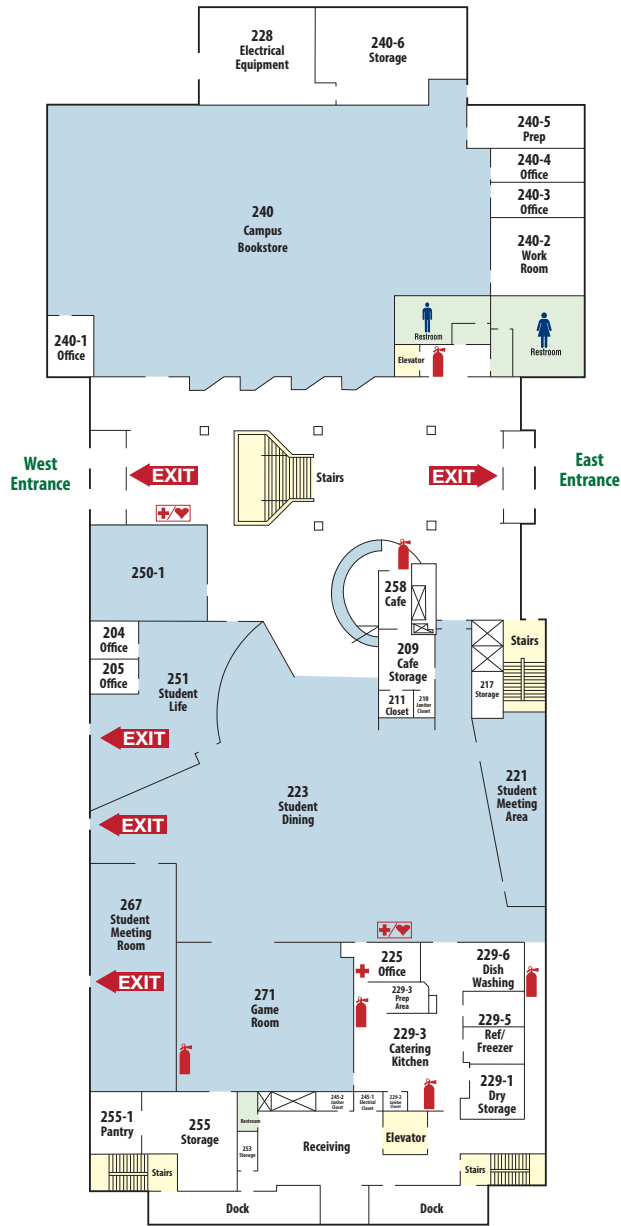 228
Electrical
Equipment
240-6
Storage
240-5
Prep
240-4
Office
240-3
Office
240
Campus
Bookstore
240-2
Work
Room
240-1
Office
Restroom
Restroom
Elevator
West
Entrance
EXIT
Stairs
EXIT
East
Entrance
250-1
258
Cafe
204
Office
205
Office
251
Student
Life
209
Cafe
Storage
211
Closet
210
Janitor
Closet
217
Storage
Stairs
EXIT
223
Student
Dining
221
Student
Meeting
Area
EXIT
267
Student
Meeting
Room
EXIT
271
Game
Room
225
Office
229-3
Prep
Area
229-6
Dish
Washing
229-3
Catering
Kitchen
229-5
Ref/
Freezer
229-1
Dry
Storage
255-1
Pantry
255
Storage
Restroom
253
Storage
245-2
Janitor
Closet
245-1
Electrical
Closet
229-2
Janitor
Closet
Receiving
Elevator
Stairs
Stairs
Dock
Dock